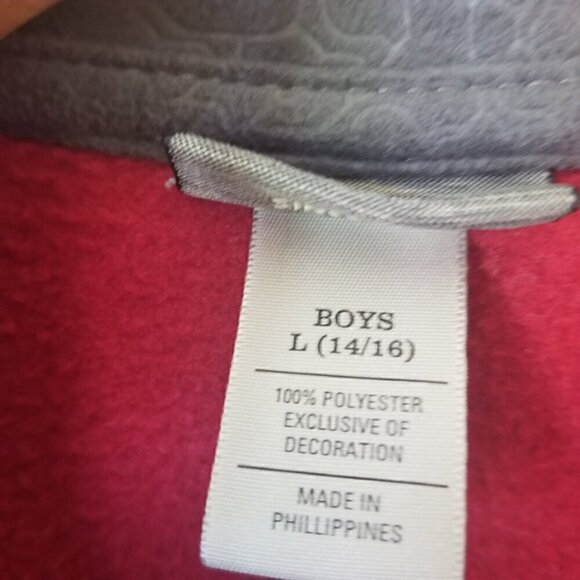 BOYS
L (14/16)
100% POLYESTER
EXCLUSIVE OF
DECORATION
MADE IN
PHILLIPPINES